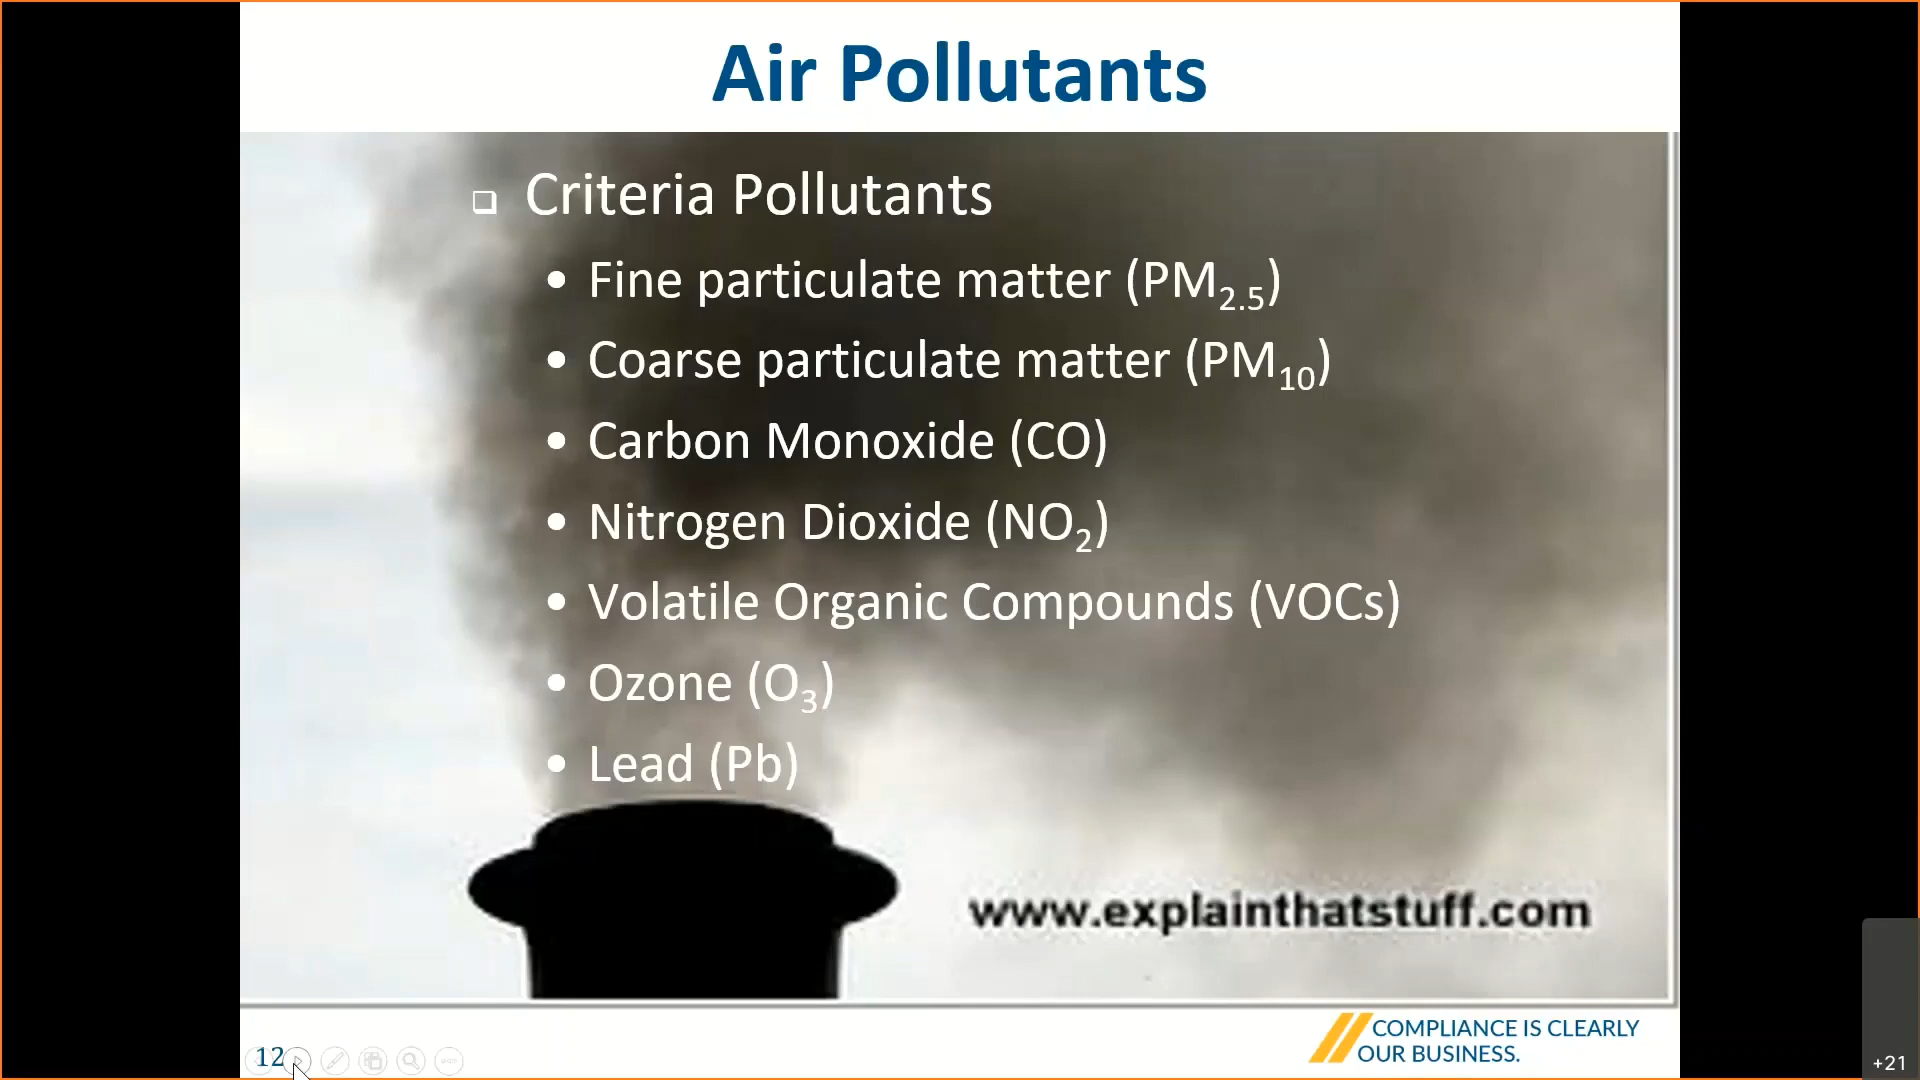 Air Pollutants
❑ Criteria Pollutants
• Fine particulate matter (PM2.5)
• Coarse particulate matter (PM10)
• Carbon Monoxide (CO)
• Nitrogen Dioxide (NO2)
• Volatile Organic Compounds (VOCs)
• Ozone (O3)
• Lead (Pb)
www.explainthatstuff.com
COMPLIANCE IS CLEARLY
OUR BUSINESS.
12
+21